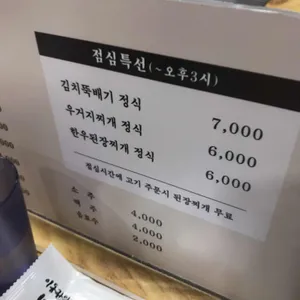 점심특선(~오후3시)
김치뚝배기 정식 7,000
우거지찌개 정식 6,000
한우된장찌개 정식 6,000
점심시간에 고기 주문시 된장찌개 무료
소 주 4,000
맥 주 4,000
음료수 2,000